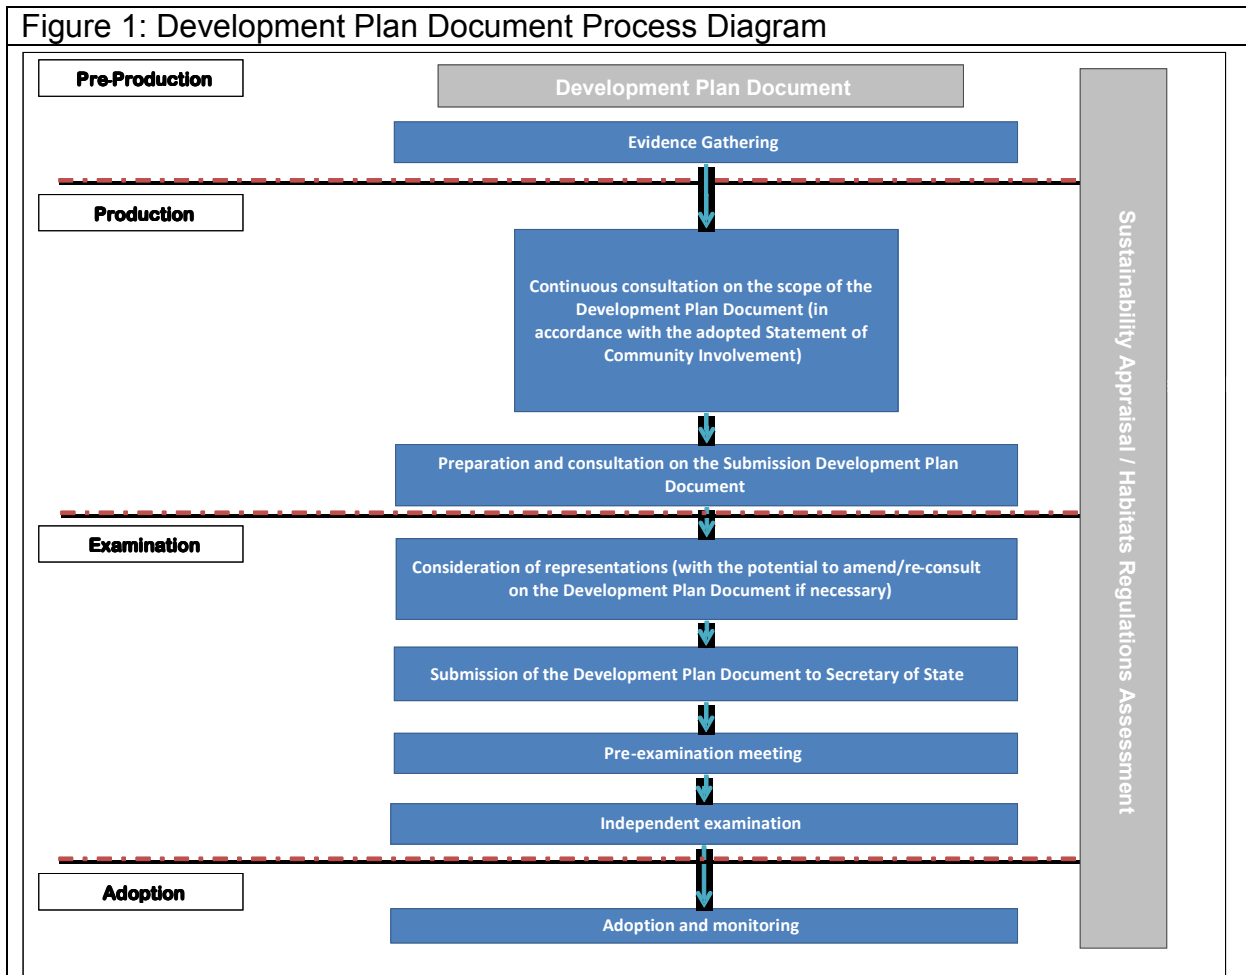 Figure 1: Development Plan Document Process Diagram
Pre-Production
Development Plan Document
Evidence Gathering
Production
Continuous consultation on the scope of the
Development Plan Document (in
accordance with the adopted Statement of
Community Involvement)
Preparation and consultation on the Submission Development Plan
Document
Examination
Consideration of representations (with the potential to amend/re-consult
on the Development Plan Document if necessary)
Submission of the Development Plan Document to Secretary of State
Pre-examination meeting
Independent examination
Adoption
Adoption and monitoring
Sustainability Appraisal / Habitats Regulations Assessment